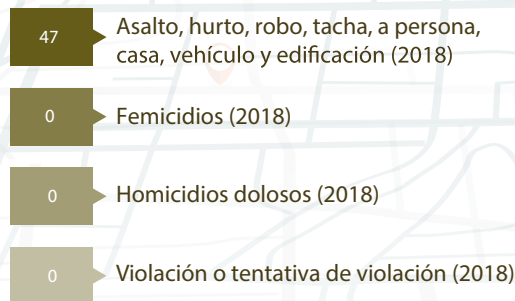 47
Asalto, hurto, robo, tacha, a persona,
casa, vehículo y edificación (2018)
0
Femicidios (2018)
0
Homicidios dolosos (2018)
0
Violación o tentativa de violación (2018)